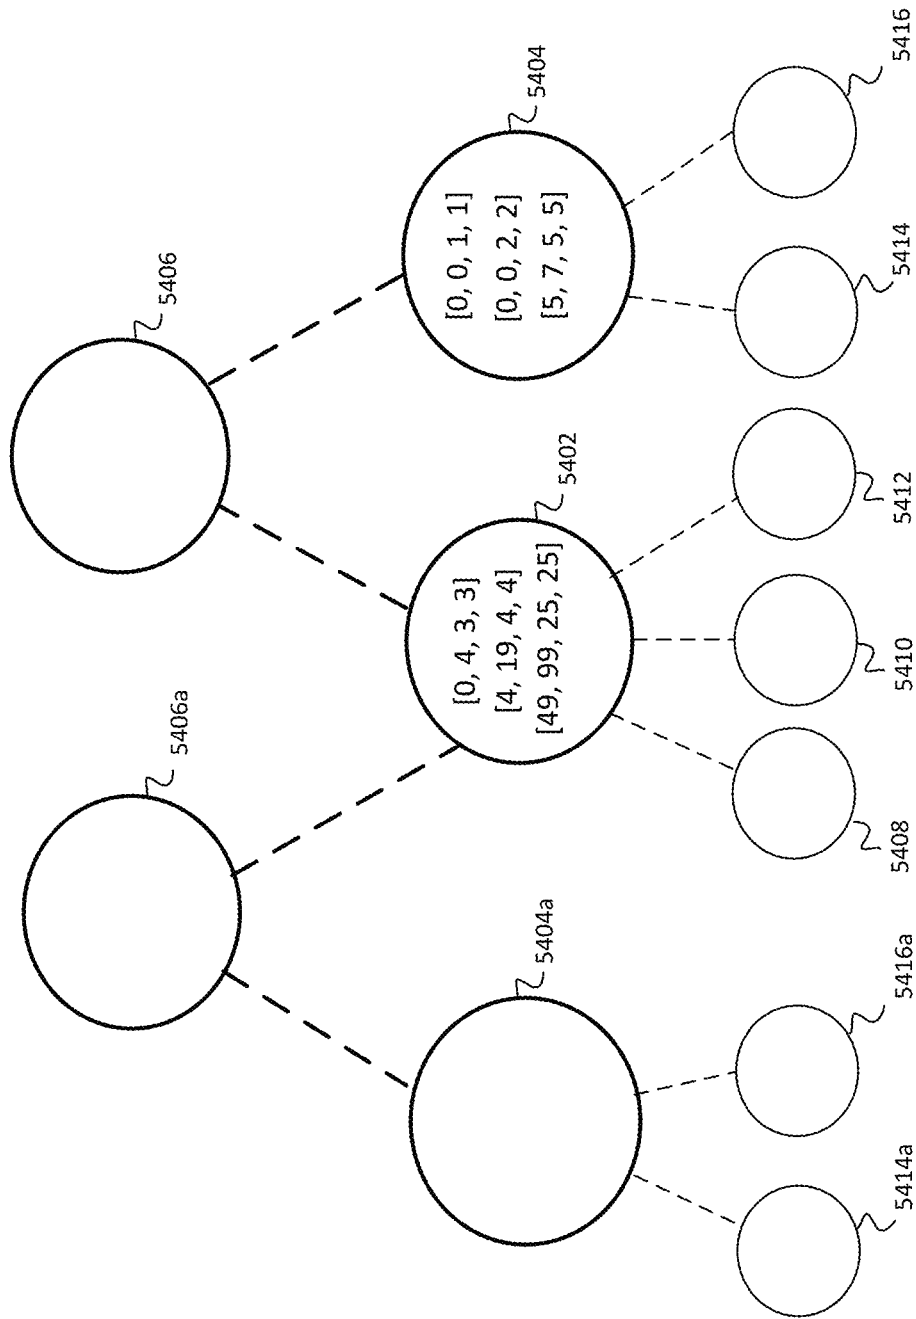 5406a
5406
5404a
[0, 4, 3, 3]
[4, 19, 4, 4]
[49, 99, 25, 25]
5402
[0, 0, 1, 1]
[0, 0, 2, 2]
[5, 7, 5, 5]
5404
5414a
5416a
5408
5410
5412
5414
5416